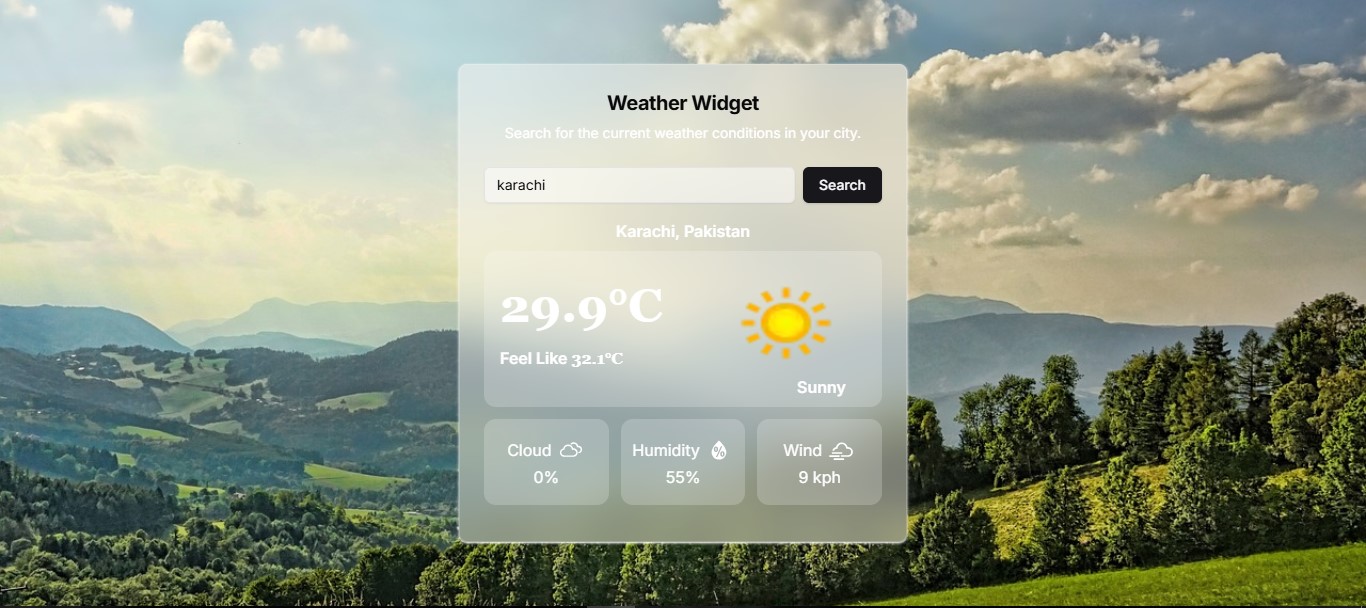 Weather Widget
Search for the current weather conditions in your city.
karachi
Search
Karachi, Pakistan
29.9°C
Feel Like 32.1°C
Sunny
Cloud
0%
Humidity %
55%
Wind
9 kph